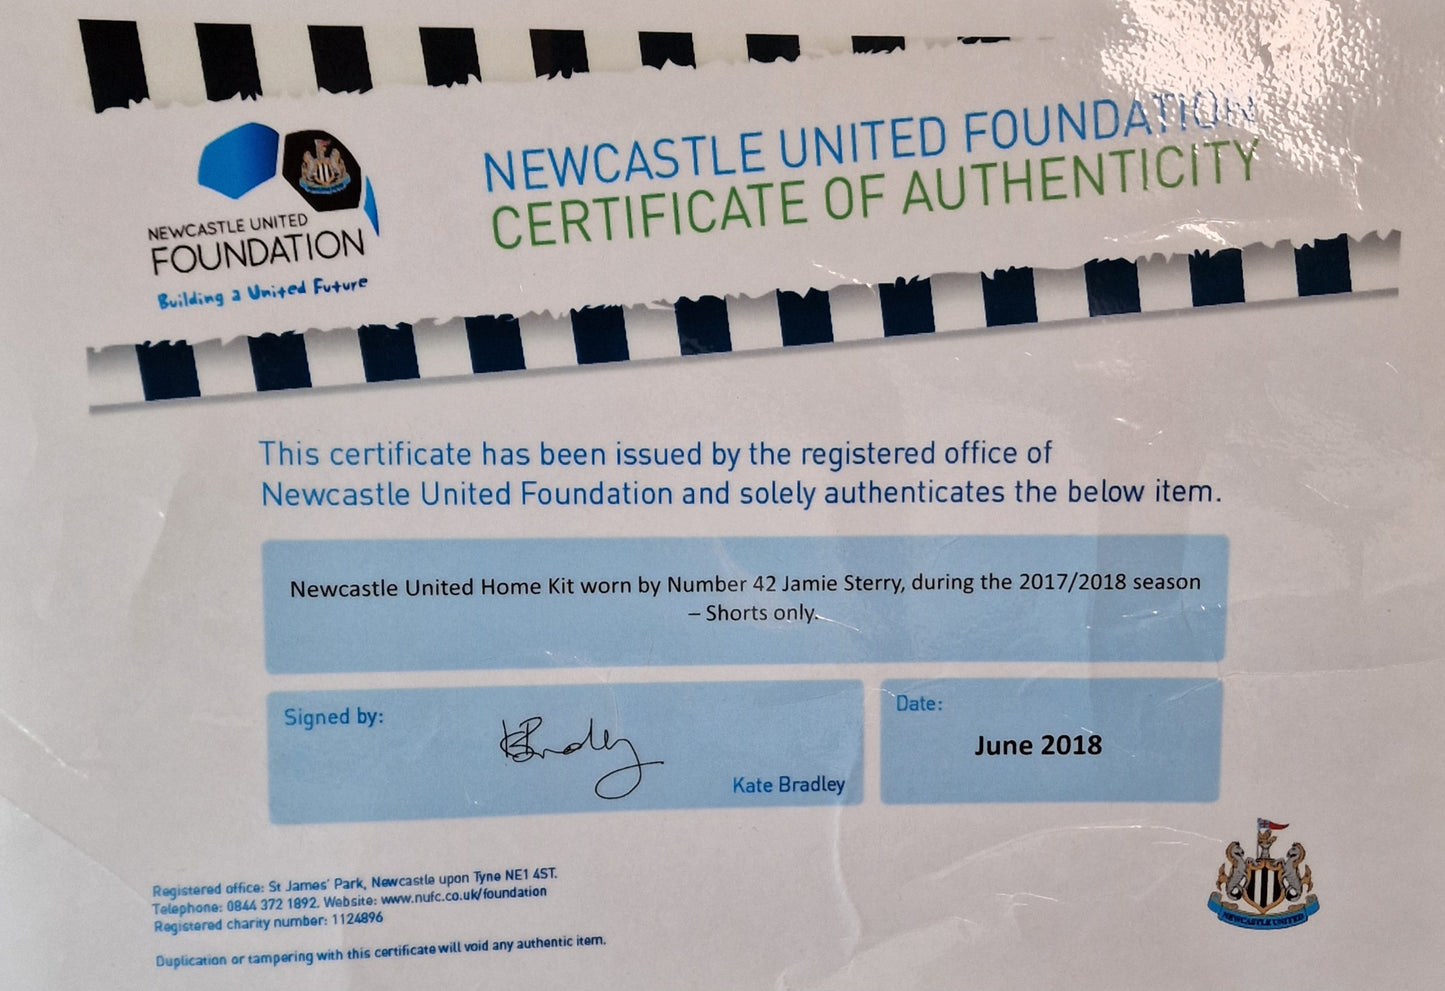 NEWCASTLE UNITED
FOUNDATION
Building a United Future
NEWCASTLE UNITED FOUNDATION
CERTIFICATE OF AUTHENTICITY
This certificate has been issued by the registered office of
Newcastle United Foundation and solely authenticates the below item.
Newcastle United Home Kit worn by Number 42 Jamie Sterry, during the 2017/2018 season
– Shorts only.
Signed by:
KBradley
Kate Bradley
Date:
June 2018
Registered office: St James' Park, Newcastle upon Tyne NE1 4ST.
Telephone: 0844 372 1892. Website: www.nufc.co.uk/foundation
Registered charity number: 1124896
Duplication or tampering with this certificate will void any authentic item.
NEWCASTLE UNITED